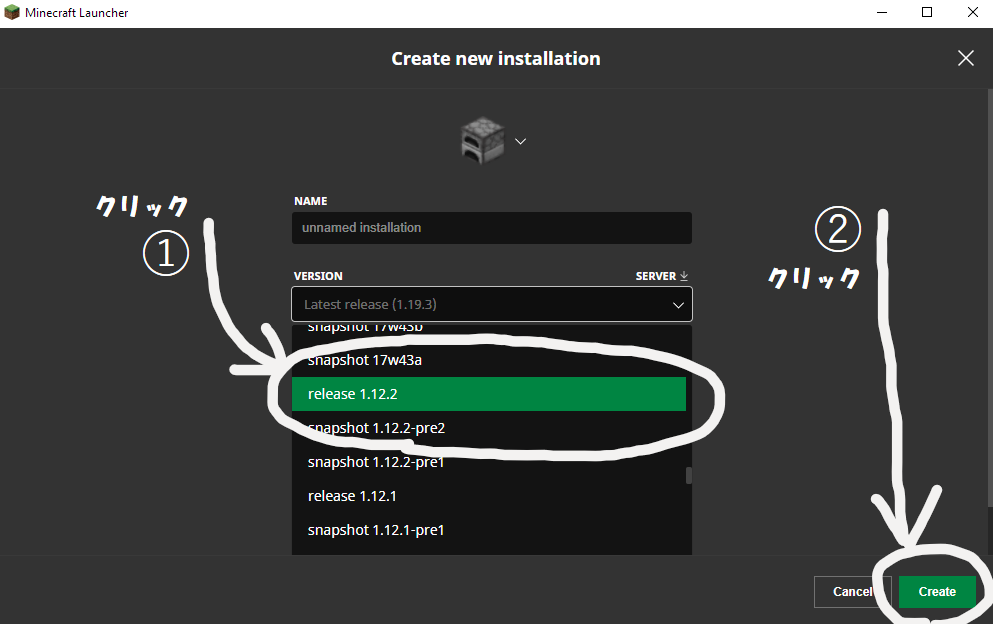 Minecraft Launcher
Create new installation
クリック
①
NAME
unnamed installation
②
クリック
VERSION
SERVER
Latest release (1.19.3)
snapshot 17w43b
snapshot 17w43a
release 1.12.2
snapshot 1.12.2-pre2
snapshot 1.12.2-pre1
release 1.12.1
snapshot 1.12.1-pre1
Cancel
Create